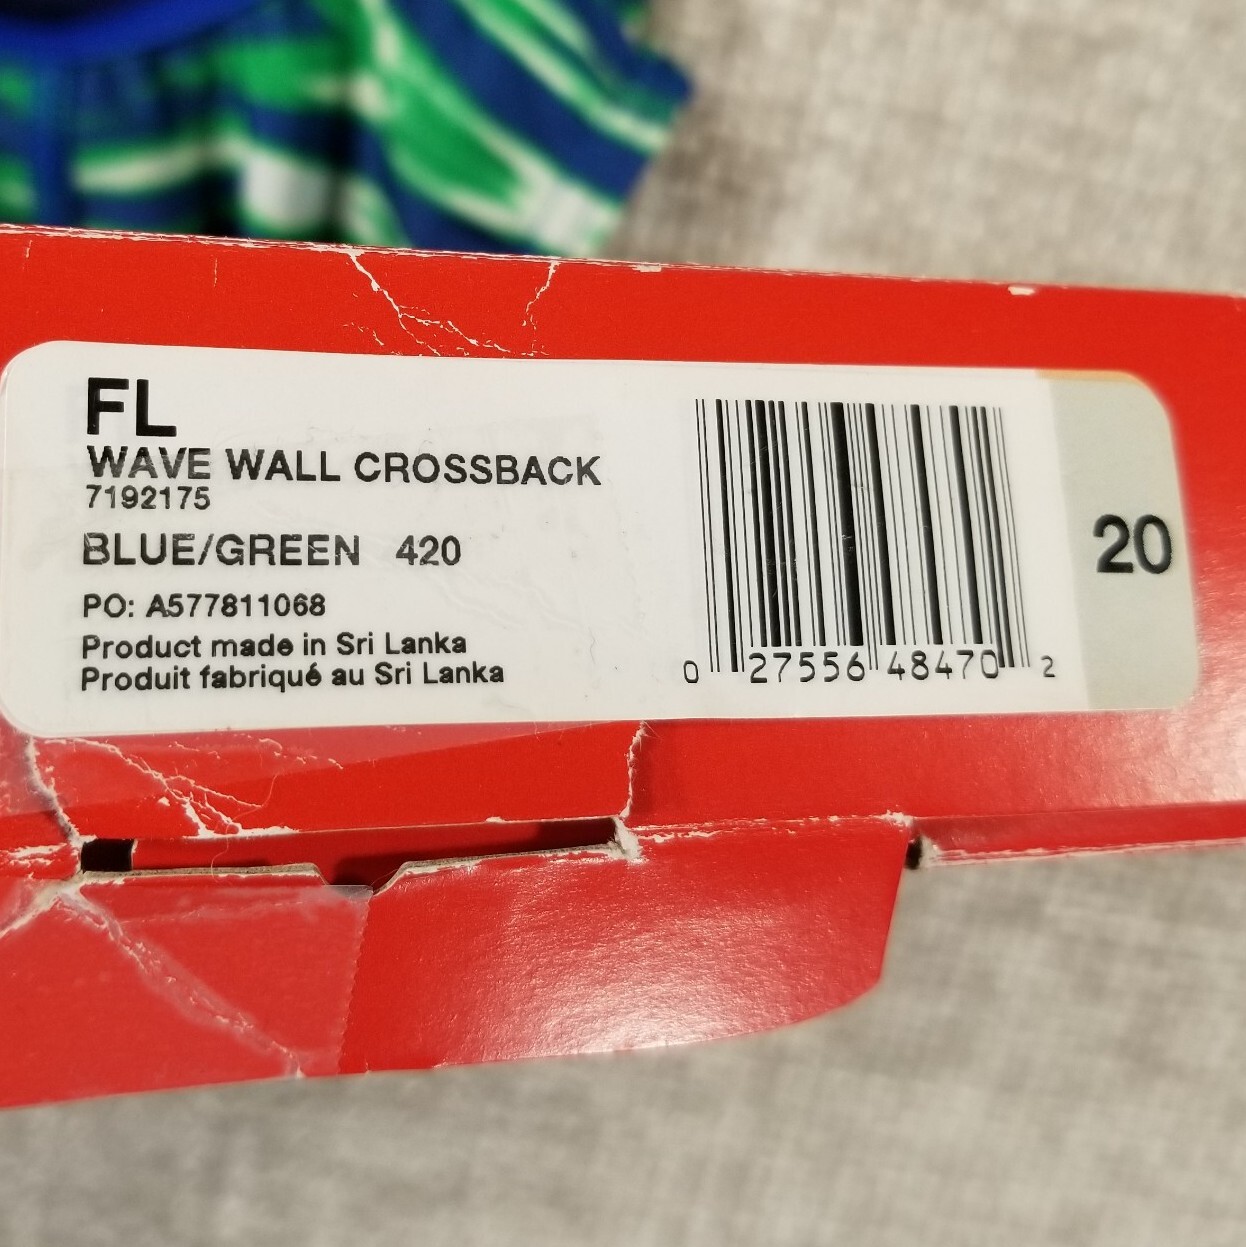 FL
WAVE WALL CROSSBACK
7192175
BLUE/GREEN 420
PO: A577811068
Product made in Sri Lanka
Produit fabriqué au Sri Lanka
0 27556 48470 2
20